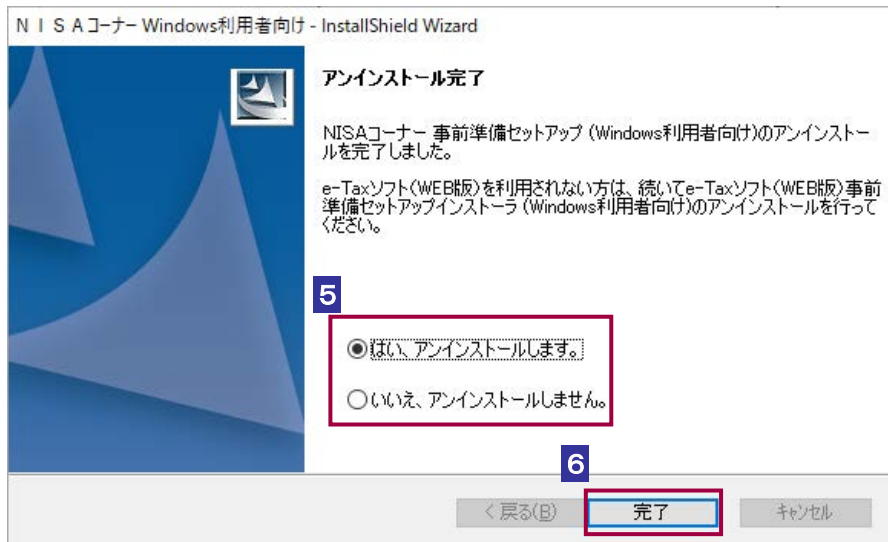 ＮＩＳＡコーナー Windows利用者向け - InstallShield Wizard
アンインストール完了
NISAコーナー 事前準備セットアップ (Windows利用者向け)のアンインストー
ルを完了しました。
e-Taxソフト(WEB版)を利用されない方は、続いてe-Taxソフト(WEB版)事前
準備セットアップインストーラ (Windows利用者向け)のアンインストールを行って
ください。
5
はい、アンインストールします。
いいえ、アンインストールしません。
6
< 戻る(B)
完了
キャンセル